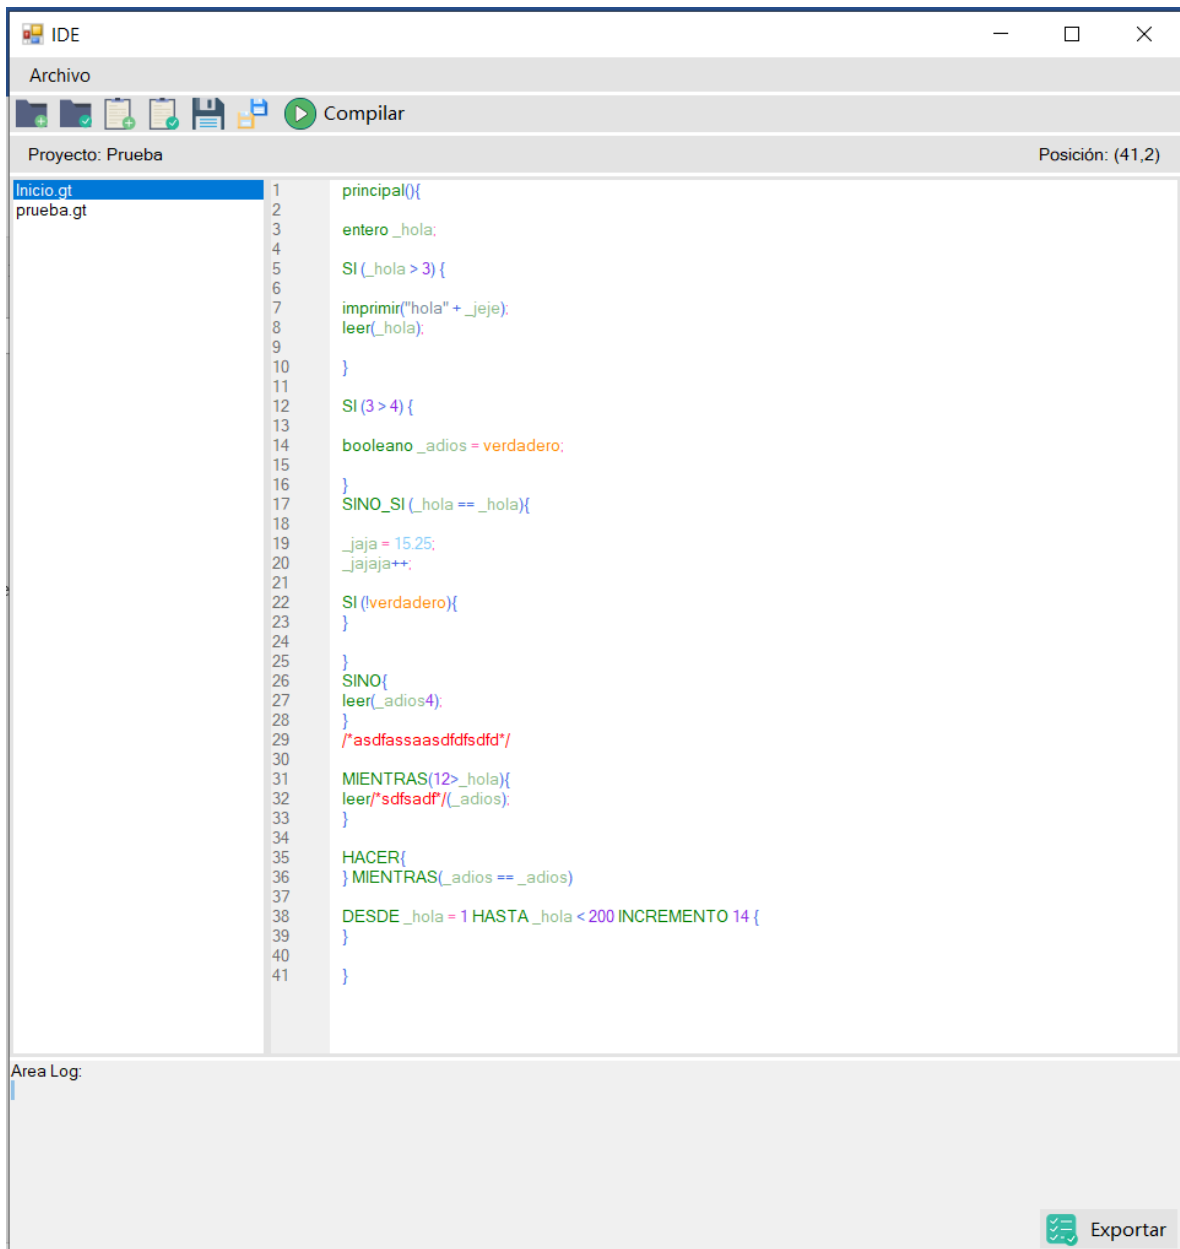 IDE
Archivo
Compilar
Proyecto: Prueba
Posición: (41,2)
Inicio.gt
prueba.gt
1 principal(){
2
3 entero _hola;
4
5 SI (_hola > 3) {
6
7 imprimir("hola" + _jeje);
8 leer(_hola);
9
10 }
11
12 SI (3 > 4) {
13
14 booleano _adios = verdadero;
15
16 }
17 SINO_SI (_hola == _hola){
18
19 _jaja = 15.25;
20 _jajaja++;
21
22 SI (!verdadero){
23 }
24
25 }
26 SINO{
27 leer(_adios4);
28 }
29 /*asdfassaasdfdfsdfd*/
30
31 MIENTRAS(12>_hola){
32 leer/*sdfsadf*/(_adios);
33 }
34
35 HACER{
36 } MIENTRAS(_adios == _adios)
37
38 DESDE _hola = 1 HASTA _hola < 200 INCREMENTO 14 {
39 }
40
41 }
Area Log:
Exportar